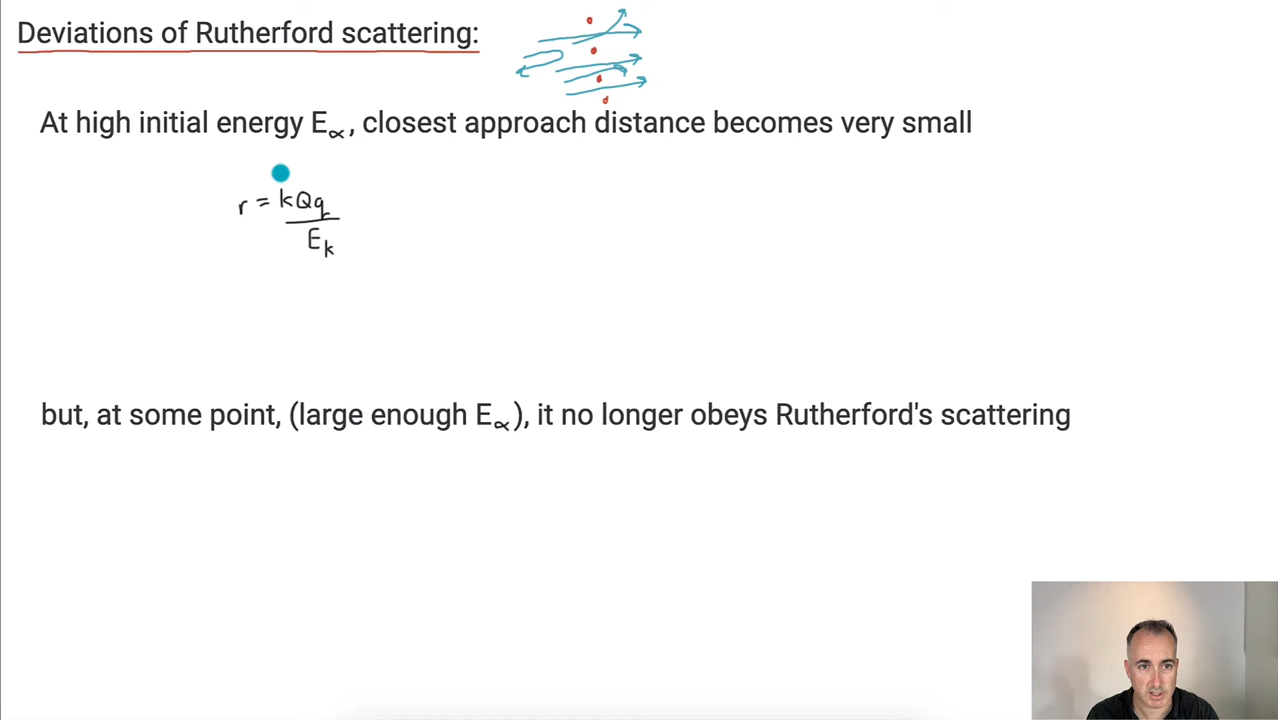 Deviations of Rutherford scattering:
At high initial energy E∝, closest approach distance becomes very small
r = kQq
Ek
but, at some point, (large enough E∝), it no longer obeys Rutherford's scattering